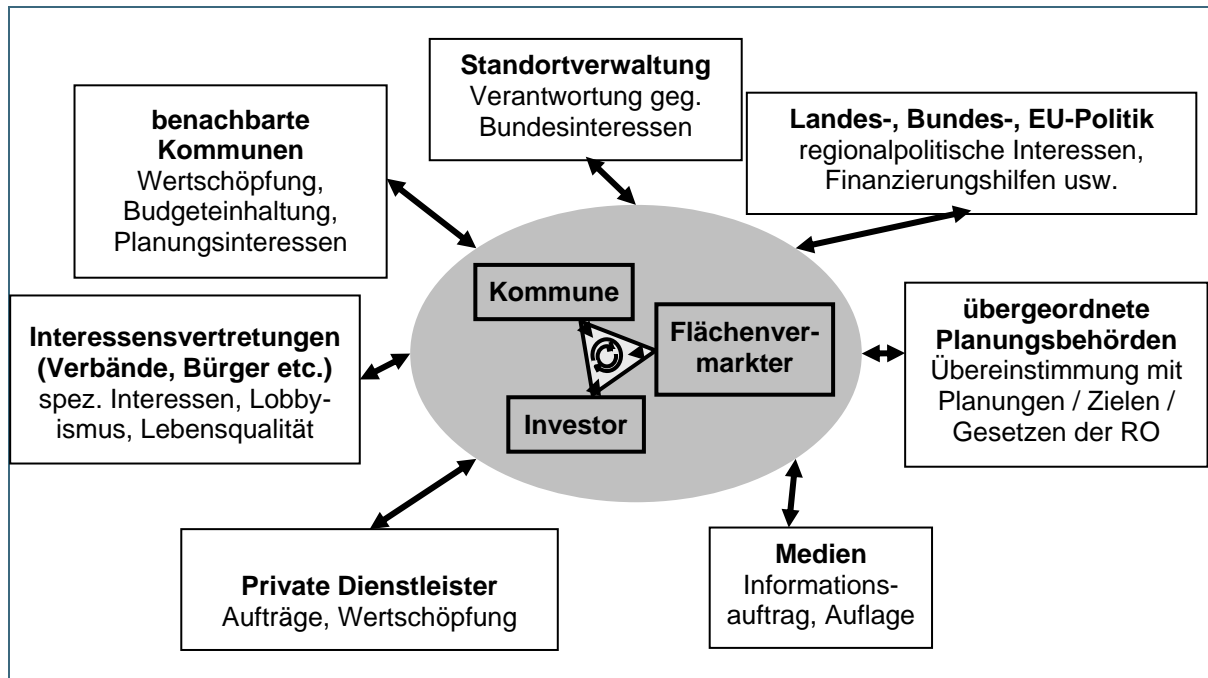 Standortverwaltung
Verantwortung geg.
Bundesinteressen
benachbarte
Kommunen
Wertschöpfung,
Budgeteinhaltung,
Planungsinteressen
Landes-, Bundes-, EU-Politik
regionalpolitische Interessen,
Finanzierungshilfen usw.
Kommune
Flächenver-
markter
Investor
Interessensvertretungen
(Verbände, Bürger etc.)
spez. Interessen, Lobby-
ismus, Lebensqualität
übergeordnete
Planungsbehörden
Übereinstimmung mit
Planungen / Zielen /
Gesetzen der RO
Private Dienstleister
Aufträge, Wertschöpfung
Medien
Informations-
auftrag, Auflage